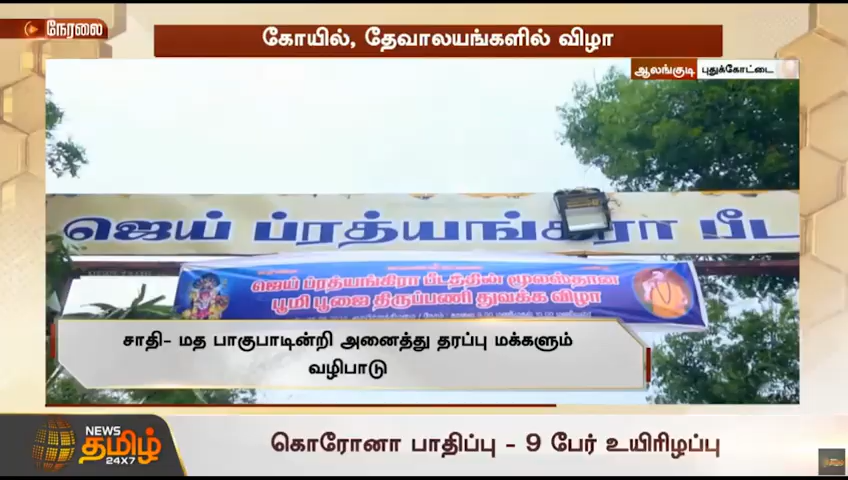 நேரலை
கோயில், தேவாலயங்களில் விழா
ஆலங்குடி
புதுக்கோட்டை
ஜெய் ப்ரத்யங்கிரா பீட
ஜெய் ப்ரத்யங்கிரா பீடத்தின் மூலஸ்தான
பூமி பூஜை திருப்பணி துவக்க விழா
சாதி- மத பாகுபாடின்றி அனைத்து தரப்பு மக்களும்
வழிபாடு
NEWS
தமிழ்
24X7
கொரோனா பாதிப்பு - 9 பேர் உயிரிழப்பு